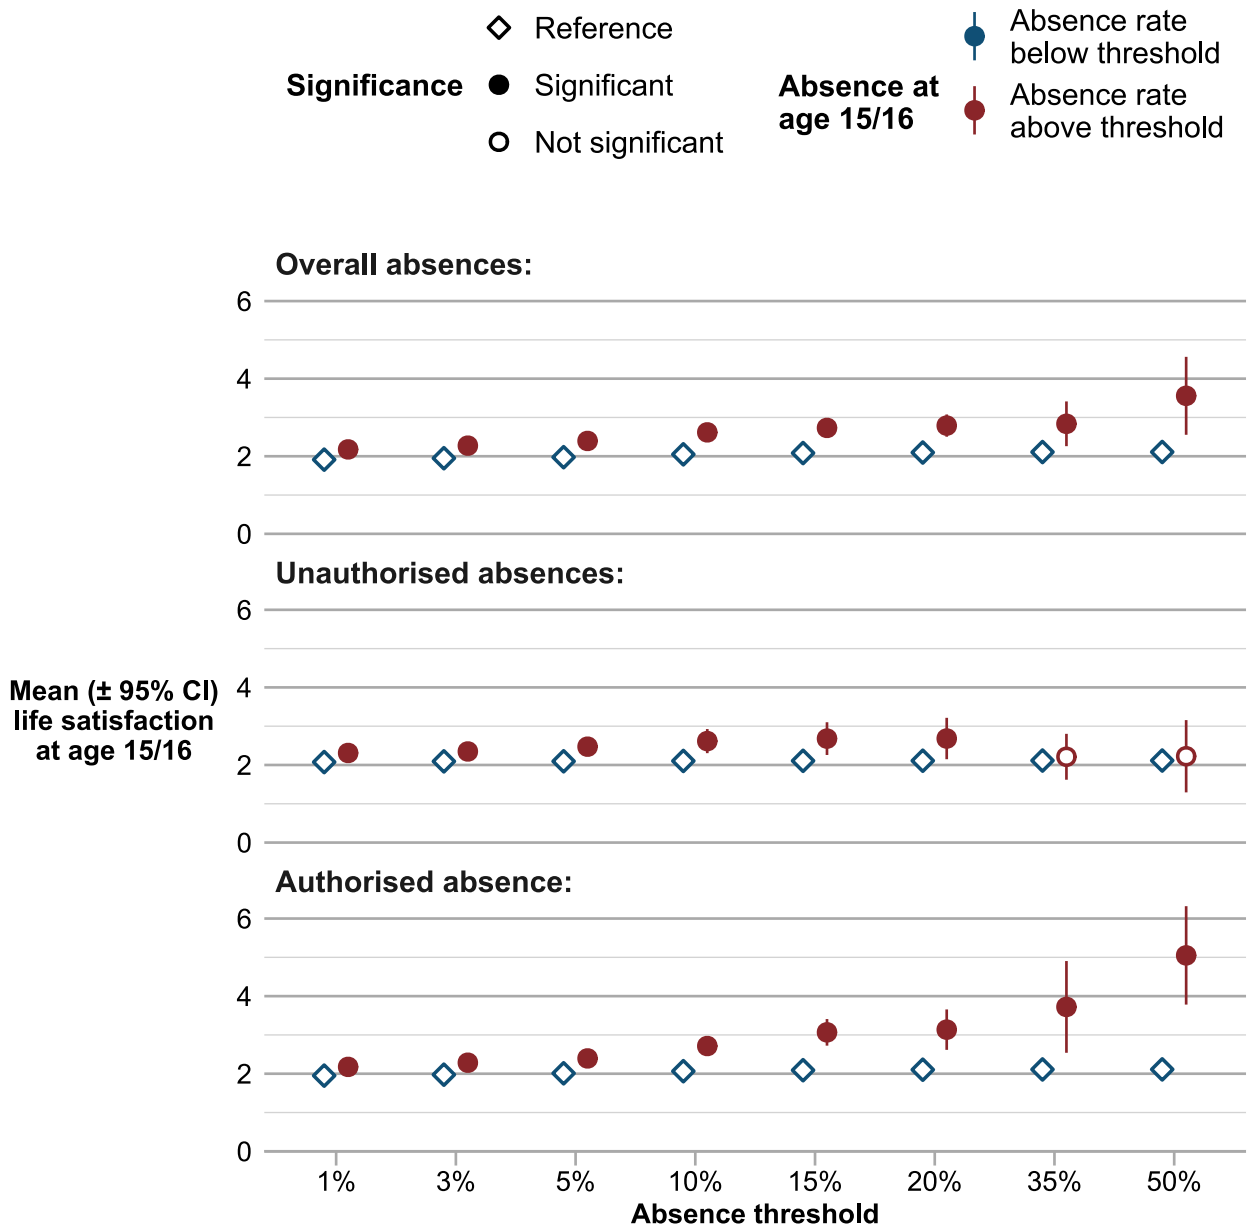 Reference
Significance
Significant
Not significant
Absence at
age 15/16
Absence rate
below threshold
Absence rate
above threshold
Overall absences:
6
4
2
0
Unauthorised absences:
6
4
2
0
Mean (± 95% CI)
life satisfaction
at age 15/16
Authorised absence:
6
4
2
0
1% 3% 5% 10% 15% 20% 35% 50%
Absence threshold